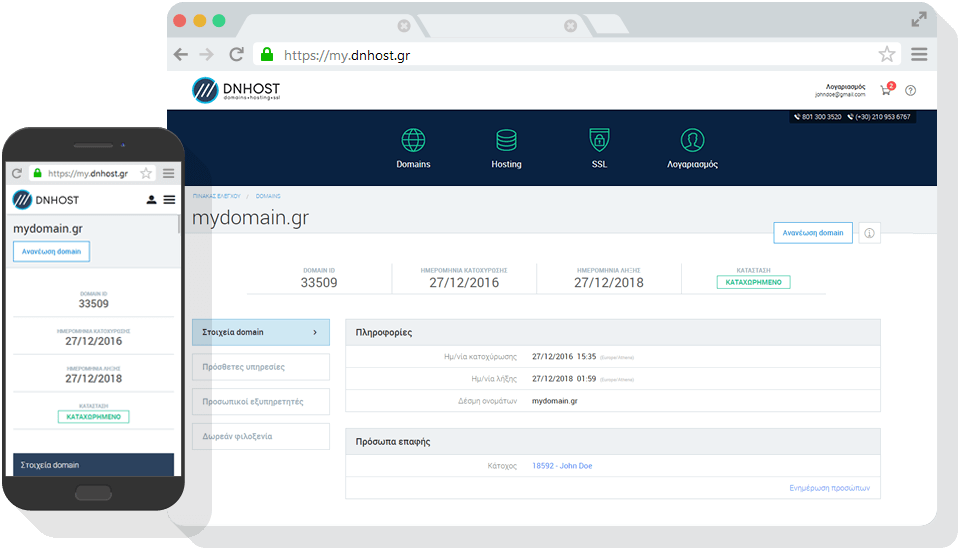 https://my.dnhost.gr
DNHOST
domains•hosting•ssl
Λογαριασμός
johndoe@gmail.com
2
801 300 3520 (+30) 210 953 6767
Domains Hosting SSL Λογαριασμός
ΠΙΝΑΚΑΣ ΕΛΕΓΧΟΥ / DOMAINS
mydomain.gr
Ανανέωση domain
DOMAIN ID ΗΜΕΡΟΜΗΝΙΑ ΚΑΤΟΧΥΡΩΣΗΣ ΗΜΕΡΟΜΗΝΙΑ ΛΗΞΗΣ ΚΑΤΑΣΤΑΣΗ
33509 27/12/2016 27/12/2018 ΚΑΤΑΧΩΡΗΜΕΝΟ
Στοιχεία domain
Πρόσθετες υπηρεσίες
Προσωπικοί εξυπηρετητές
Δωρεάν φιλοξενία
Πληροφορίες
Ημ/νία κατοχύρωσης 27/12/2016 15:35 (Europe/Athens)
Ημ/νία λήξης 27/12/2018 01:59 (Europe/Athens)
Δέσμη ονομάτων mydomain.gr
Πρόσωπα επαφής
Κάτοχος 18592 - John Doe
Ενημέρωση προσώπων
https://my.dnhost.gr
DNHOST
mydomain.gr
Ανανέωση domain
DOMAIN ID
33509
ΗΜΕΡΟΜΗΝΙΑ ΚΑΤΟΧΥΡΩΣΗΣ
27/12/2016
ΗΜΕΡΟΜΗΝΙΑ ΛΗΞΗΣ
27/12/2018
ΚΑΤΑΣΤΑΣΗ
ΚΑΤΑΧΩΡΗΜΕΝΟ
Στοιχεία domain